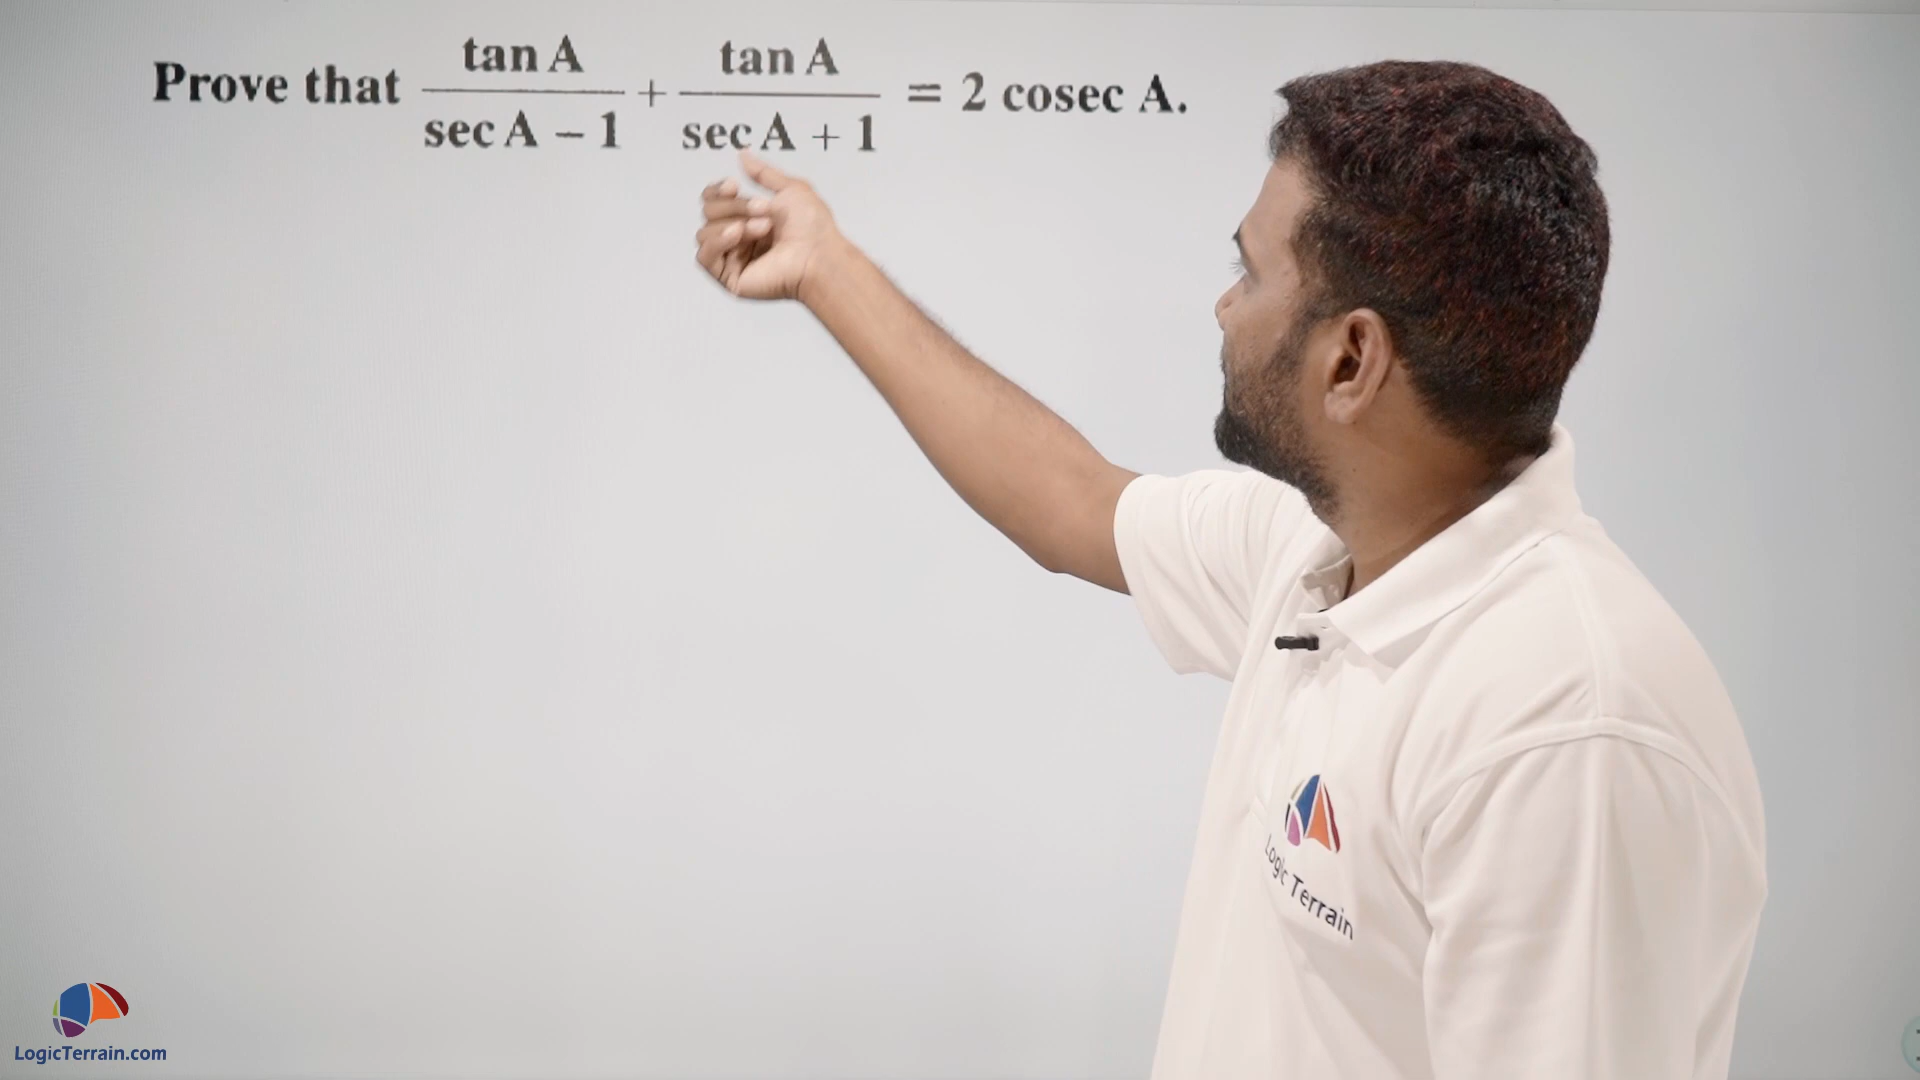 Prove that tan A / sec A − 1 + tan A / sec A + 1 = 2 cosec A.
Logic Terrain
LogicTerrain.com